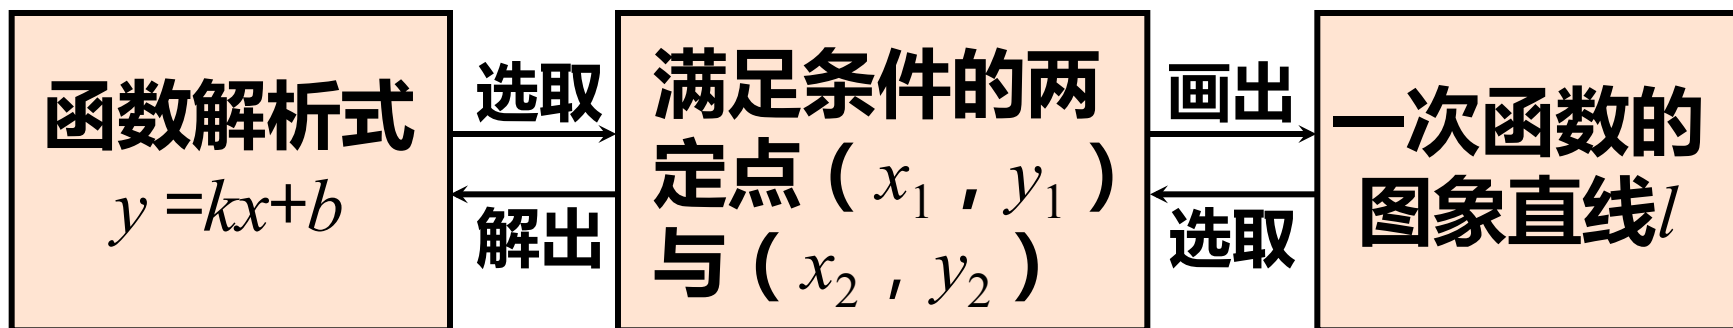 函数解析式
y =kx+b
选取
解出
满足条件的两
定点（x₁，y₁）
与（x₂，y₂）
画出
选取
一次函数的
图象直线l